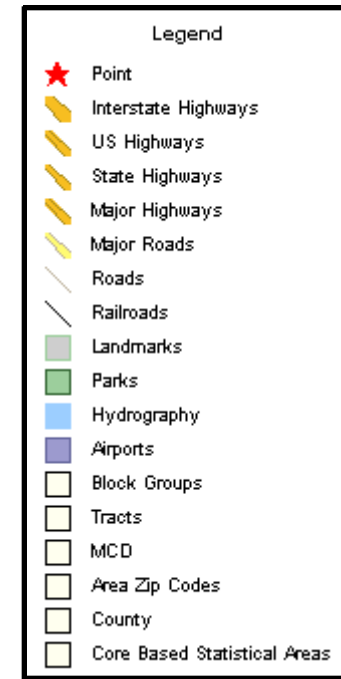 Legend
Point
Interstate Highways
US Highways
State Highways
Major Highways
Major Roads
Roads
Railroads
Landmarks
Parks
Hydrography
Airports
Block Groups
Tracts
MCD
Area Zip Codes
County
Core Based Statistical Areas